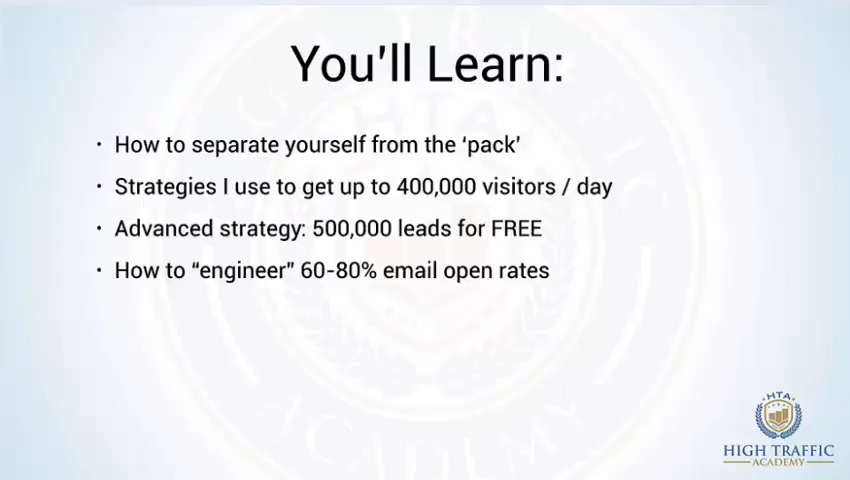 You'll Learn:
· How to separate yourself from the ‘pack’
· Strategies I use to get up to 400,000 visitors / day
· Advanced strategy: 500,000 leads for FREE
· How to “engineer” 60-80% email open rates
HTA
HIGH TRAFFIC
ACADEMY